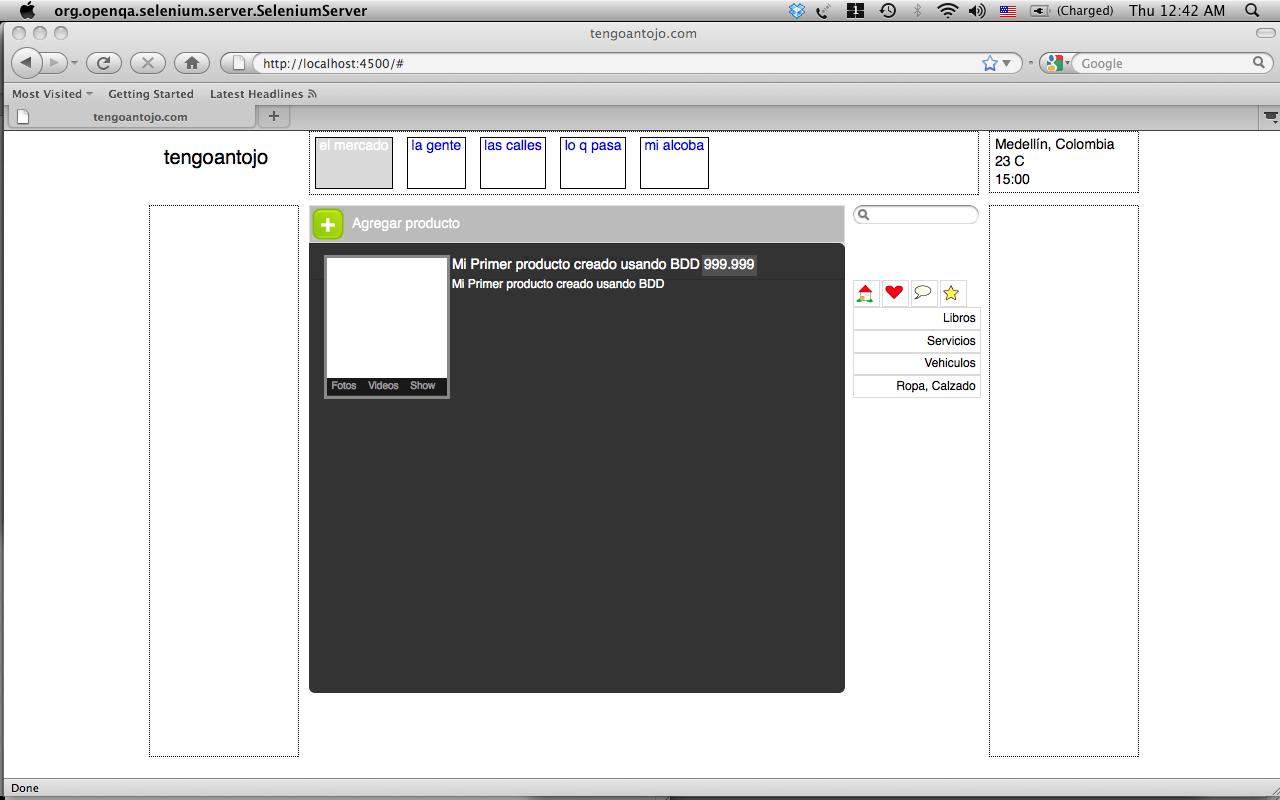 org.openqa.selenium.server.SeleniumServer
1
(Charged)
Thu 12:42 AM
tengoantojo.com
http://localhost:4500/#
Google
Most Visited
Getting Started
Latest Headlines
tengoantojo.com
tengoantojo
el mercado
la gente
las calles
lo q pasa
mi alcoba
Medellín, Colombia
23 C
15:00
Agregar producto
Mi Primer producto creado usando BDD 999.999
Mi Primer producto creado usando BDD
Fotos Videos Show
Libros
Servicios
Vehiculos
Ropa, Calzado
Done